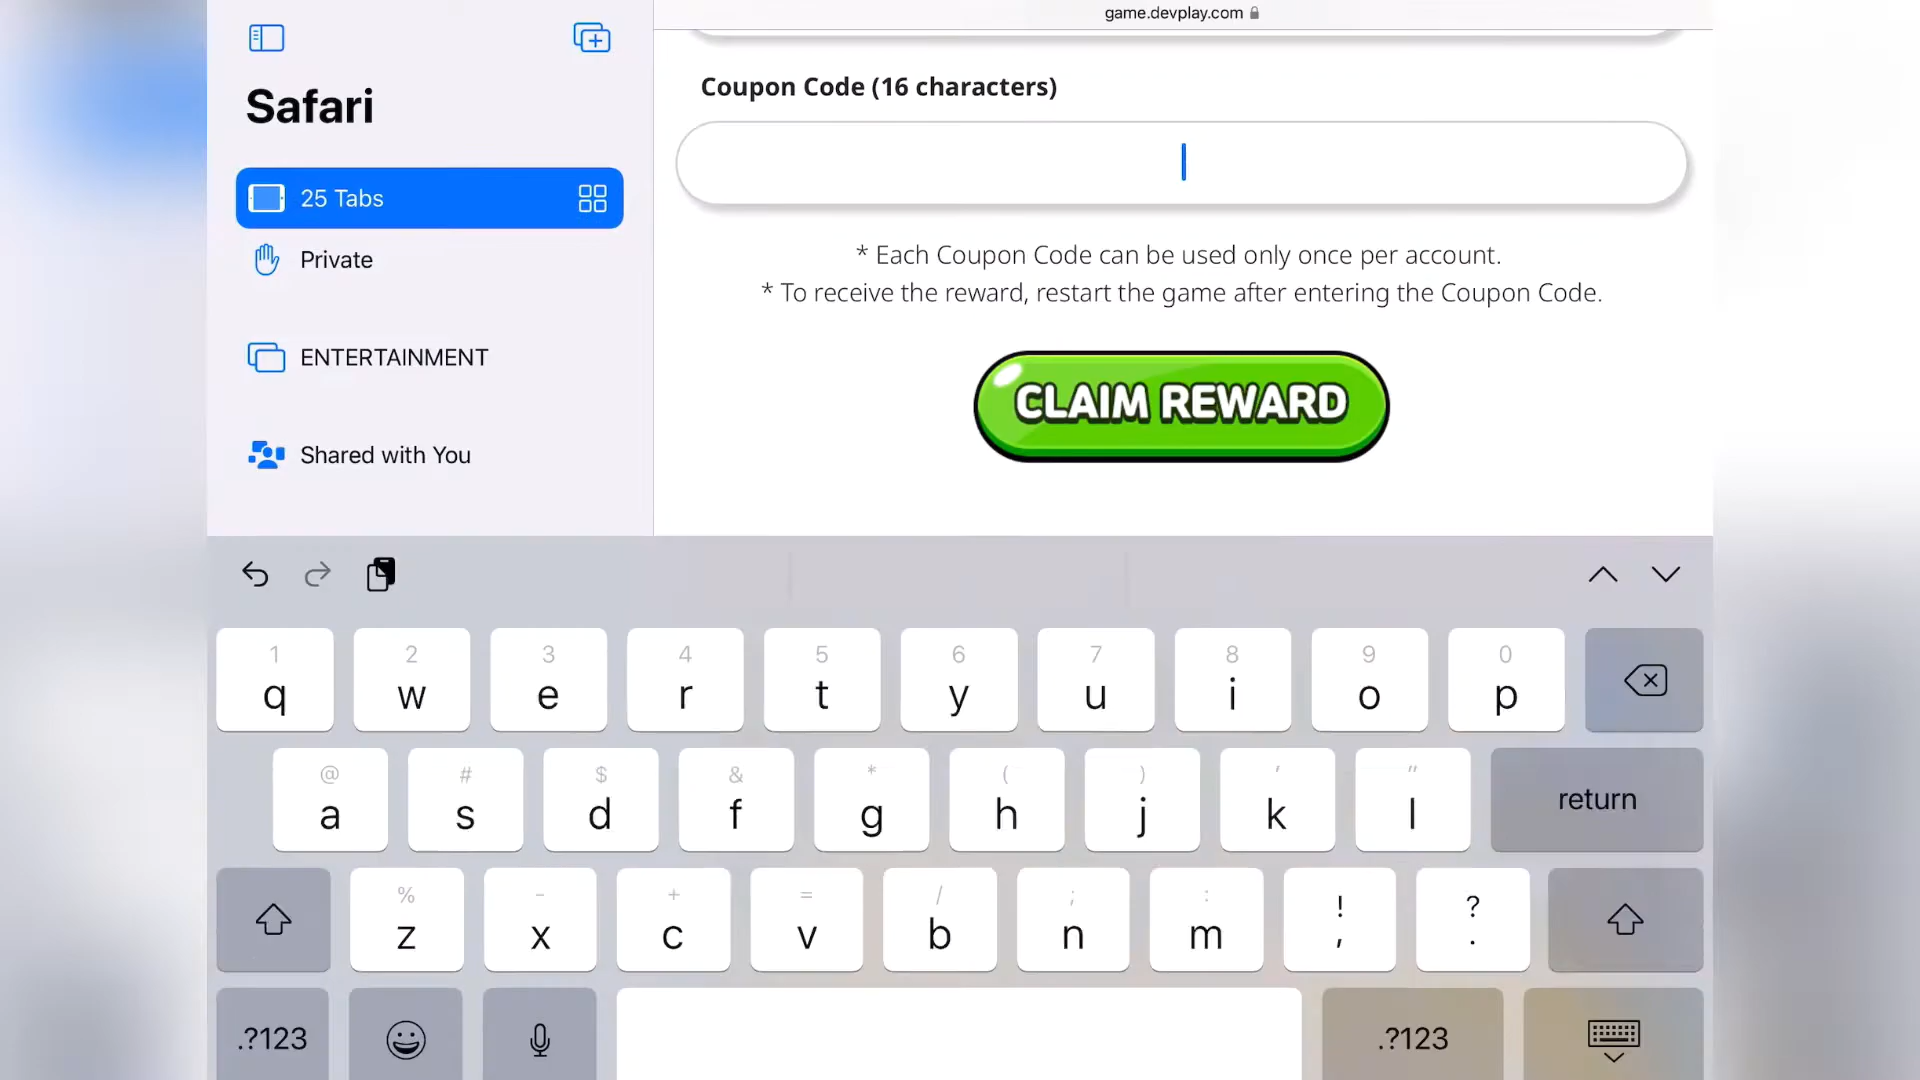 game.devplay.com
Safari
25 Tabs
Private
ENTERTAINMENT
Shared with You
Coupon Code (16 characters)
* Each Coupon Code can be used only once per account.
* To receive the reward, restart the game after entering the Coupon Code.
CLAIM REWARD
1 2 3 4 5 6 7 8 9 0
q w e r t y u i o p
@ # $ & * ( ) ' "
a s d f g h j k l return
% - + = / ; : ! ?
z x c v b n m , .
.?123 .?123